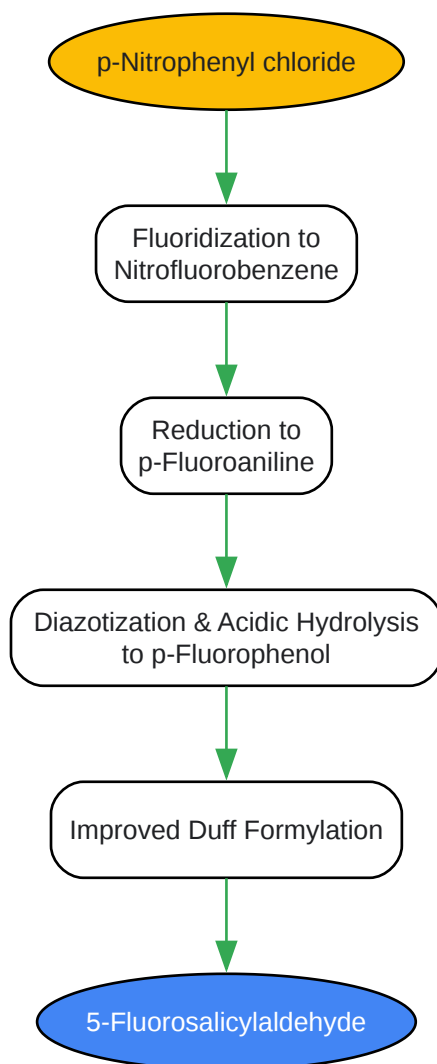 p-Nitrophenyl chloride
Fluoridization to
Nitrofluorobenzene
Reduction to
p-Fluoroaniline
Diazotization & Acidic Hydrolysis
to p-Fluorophenol
Improved Duff Formylation
5-Fluorosalicylaldehyde